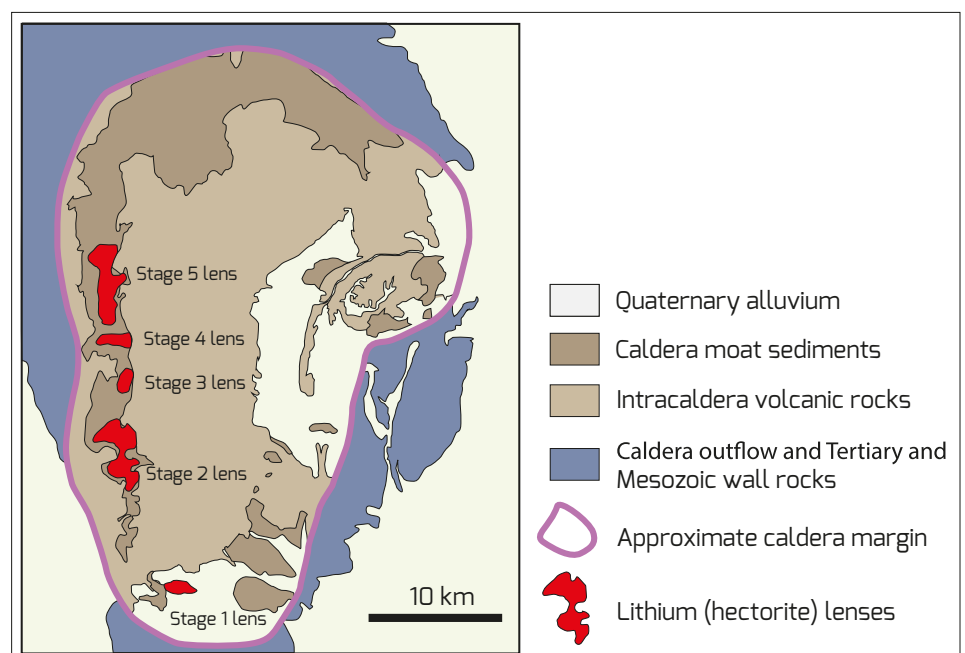 Stage 5 lens
Stage 4 lens
Stage 3 lens
Stage 2 lens
Stage 1 lens
10 km
Quaternary alluvium
Caldera moat sediments
Intracaldera volcanic rocks
Caldera outflow and Tertiary and
Mesozoic wall rocks
Approximate caldera margin
Lithium (hectorite) lenses